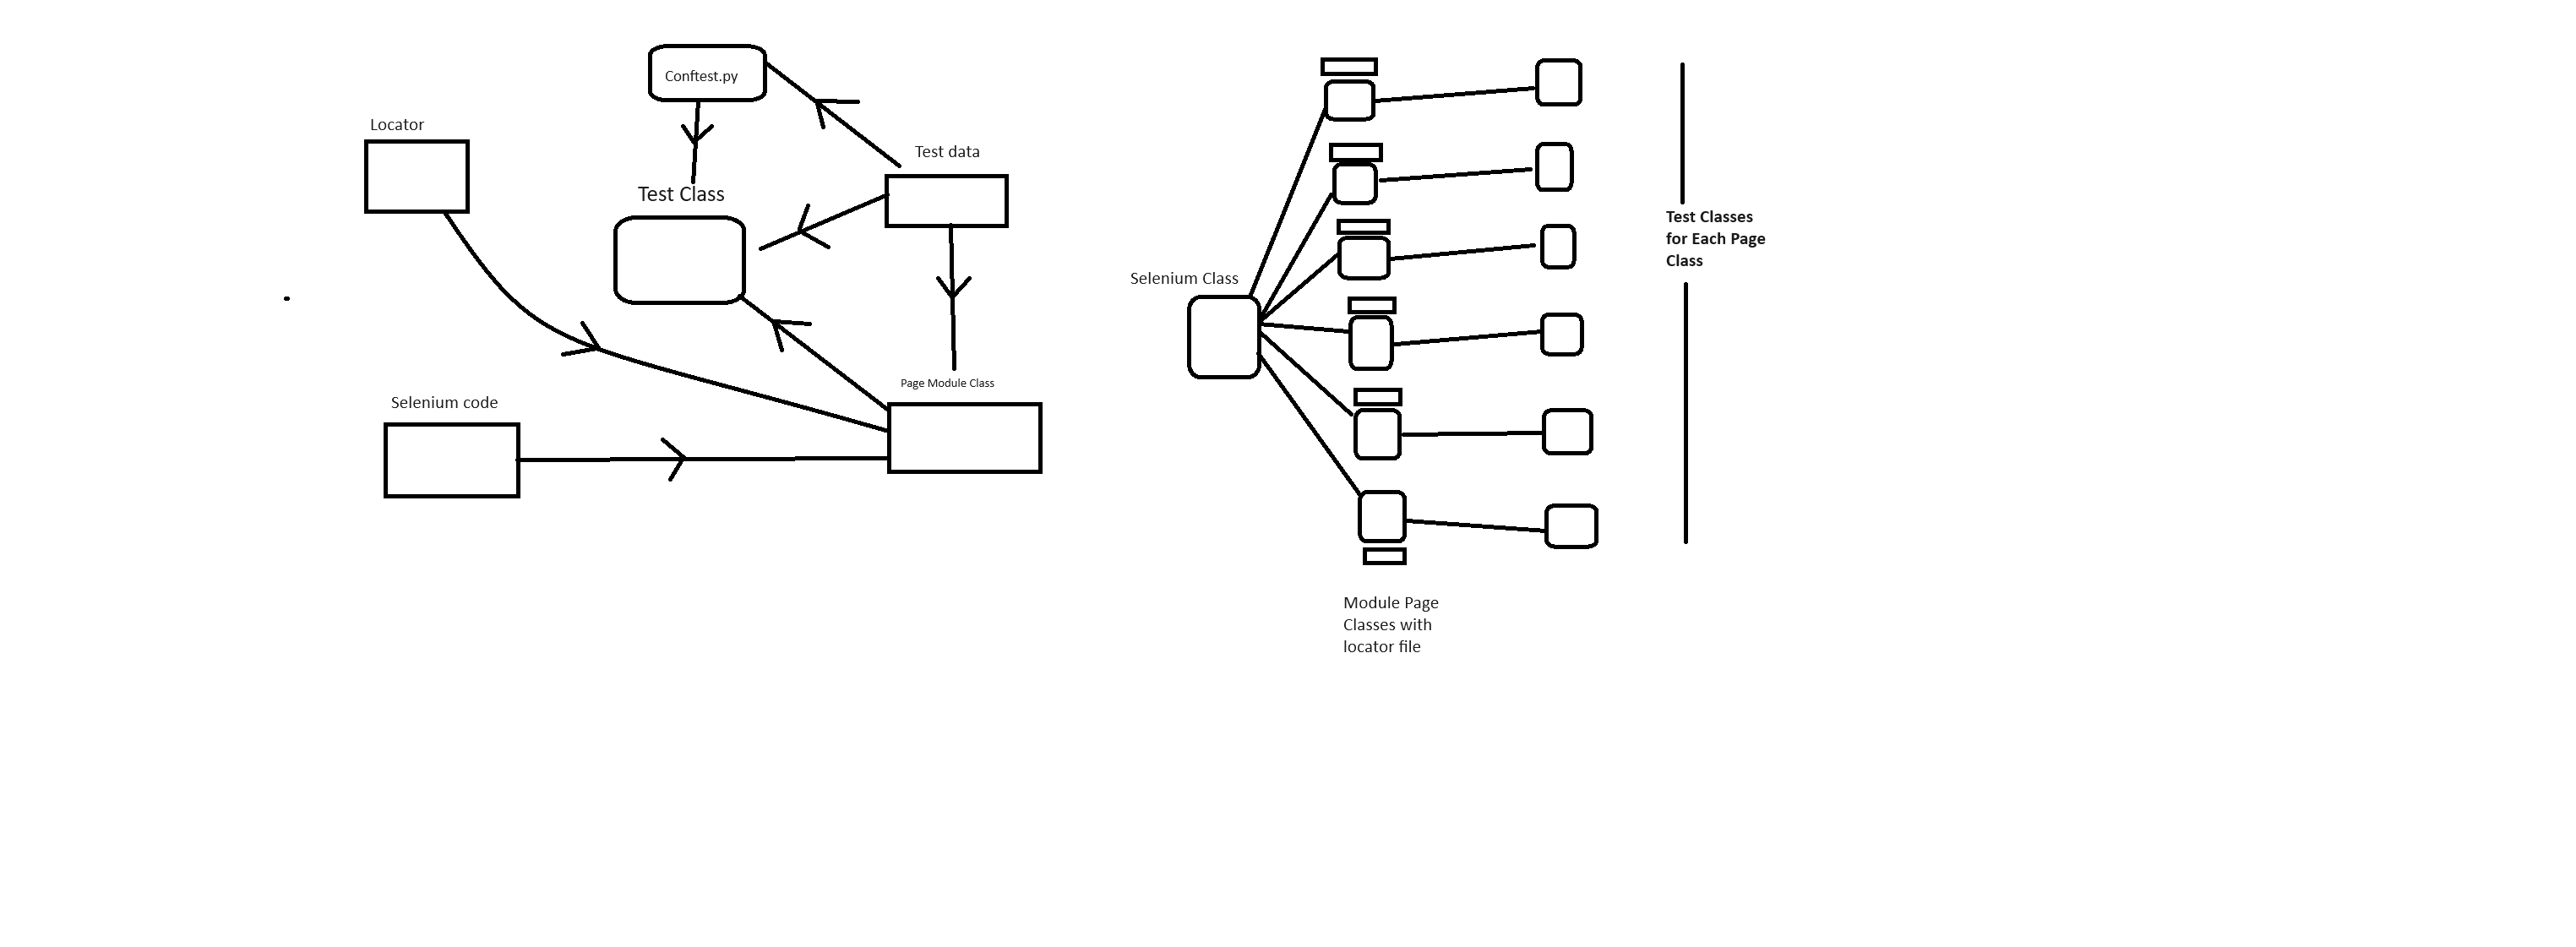 Conftest.py
Locator
Test data
Test Class
Page Module Class
Selenium code
Selenium Class
Test Classes
for Each Page
Class
Module Page
Classes with
locator file